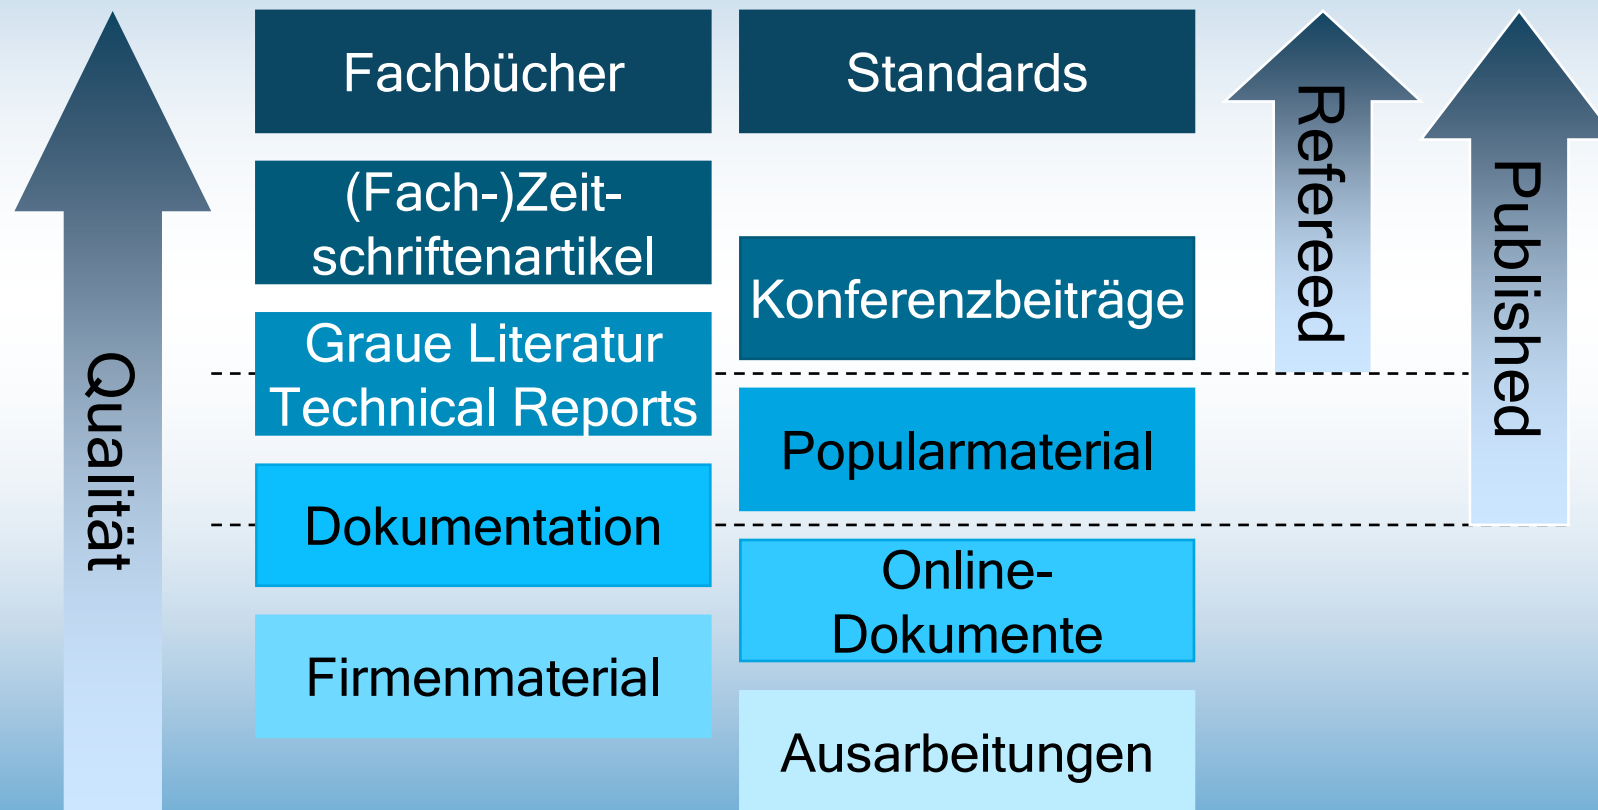 Fachbücher
Standards
(Fach-)Zeit-
schriftenartikel
Konferenzbeiträge
Graue Literatur
Technical Reports
Popularmaterial
Dokumentation
Online-
Dokumente
Firmenmaterial
Ausarbeitungen
Qualität
Refereed
Published